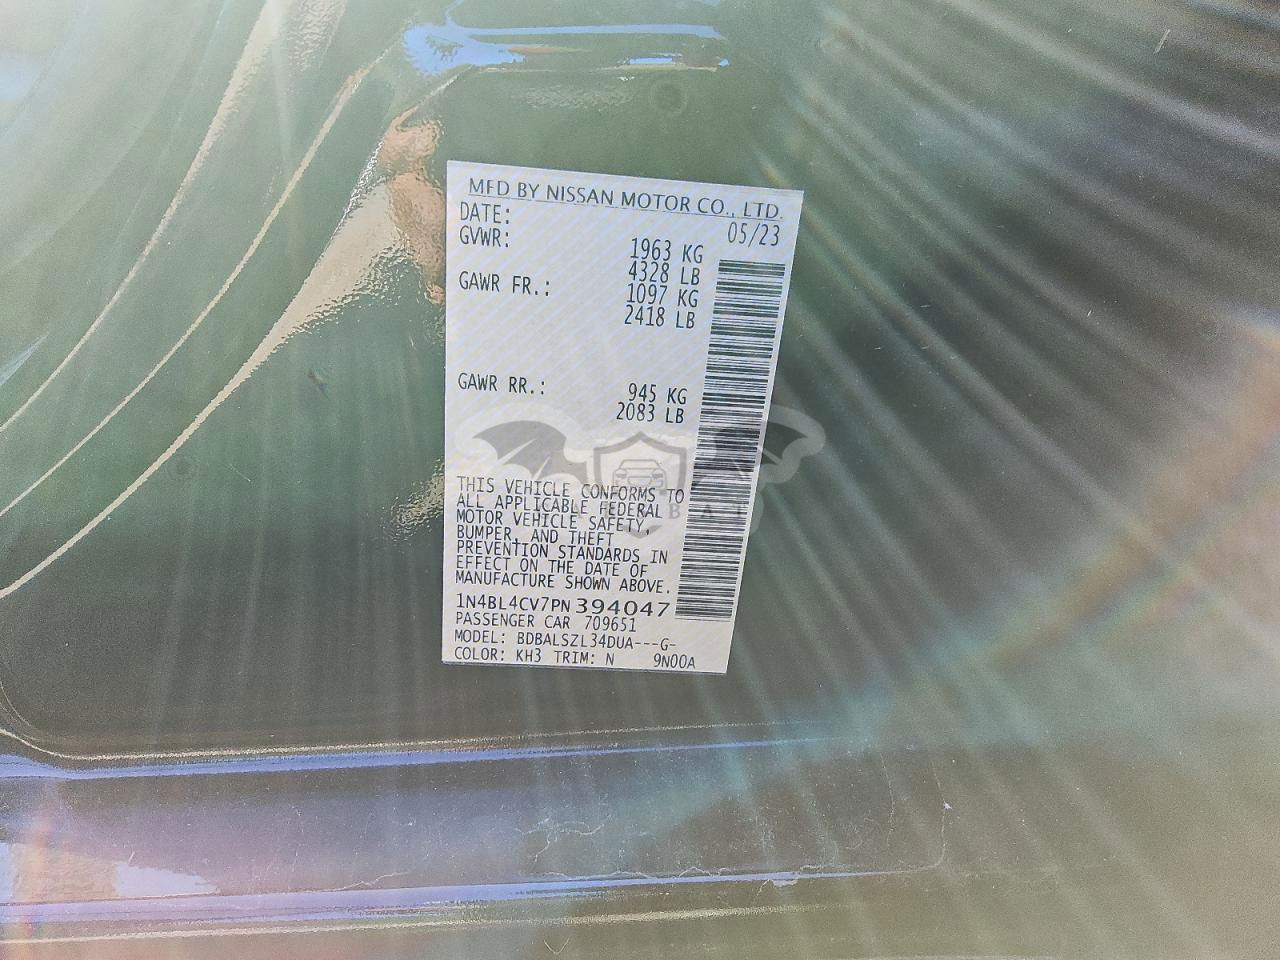 MFD BY NISSAN MOTOR CO., LTD.
DATE: 05/23
GVWR: 1963 KG
4328 LB
GAWR FR.: 1097 KG
2418 LB
GAWR RR.: 945 KG
2083 LB
THIS VEHICLE CONFORMS TO
ALL APPLICABLE FEDERAL
MOTOR VEHICLE SAFETY,
BUMPER, AND THEFT
PREVENTION STANDARDS IN
EFFECT ON THE DATE OF
MANUFACTURE SHOWN ABOVE.
1N4BL4CV7PN394047
PASSENGER CAR 709651
MODEL: BDBALSZL34DUA---G-
COLOR: KH3 TRIM: N 9N00A